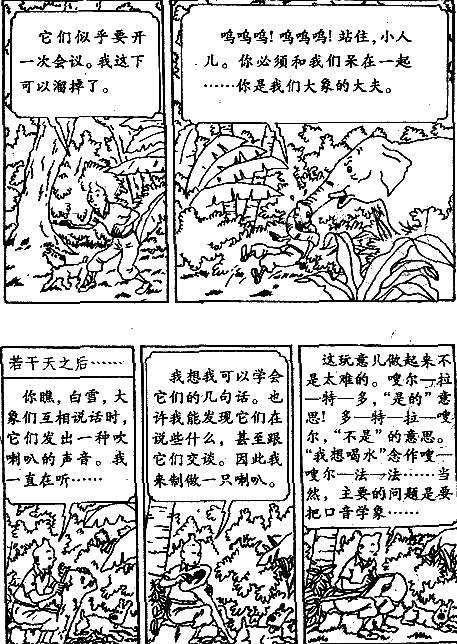 它们似乎要开
一次会议。我这下
可以溜掉了。
呜呜呜! 呜呜呜! 站住,小人
儿。你必须和我们呆在一起
……你是我们大象的大夫。
若干天之后……
你瞧,白雪,大
象们互相说话时,
它们发出一种吹
喇叭的声音。我
一直在听……
我想我可以学会
它们的几句话。也
许我能发现它们在
说些什么,甚至跟
它们交谈。因此我
来制做一只喇叭。
这玩意儿做起来不
是太难的。嗖尔—拉
—特—多,“是的”意
思! 多—特—拉—嗖
尔,“不是”的意思。
“我想喝水”念作嗖—
嗖尔—法—法……当
然,主要的问题是要
把口音学象……